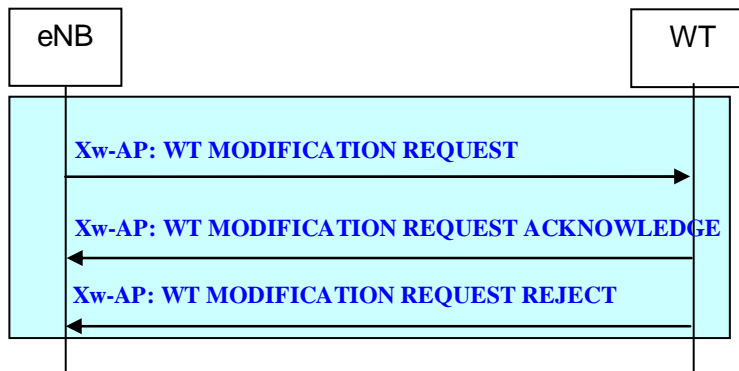 eNB
WT
Xw-AP: WT MODIFICATION REQUEST
Xw-AP: WT MODIFICATION REQUEST ACKNOWLEDGE
Xw-AP: WT MODIFICATION REQUEST REJECT